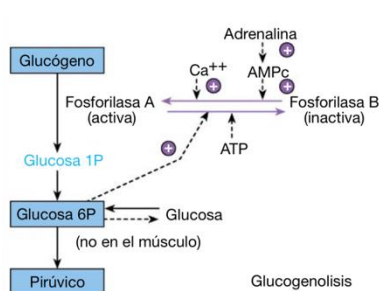 Adrenalina
Glucógeno
Ca++
AMPc
Fosforilasa A
(activa)
Fosforilasa B
(inactiva)
Glucosa 1P
ATP
Glucosa 6P
Glucosa
(no en el músculo)
Pirúvico
Glucogenolisis